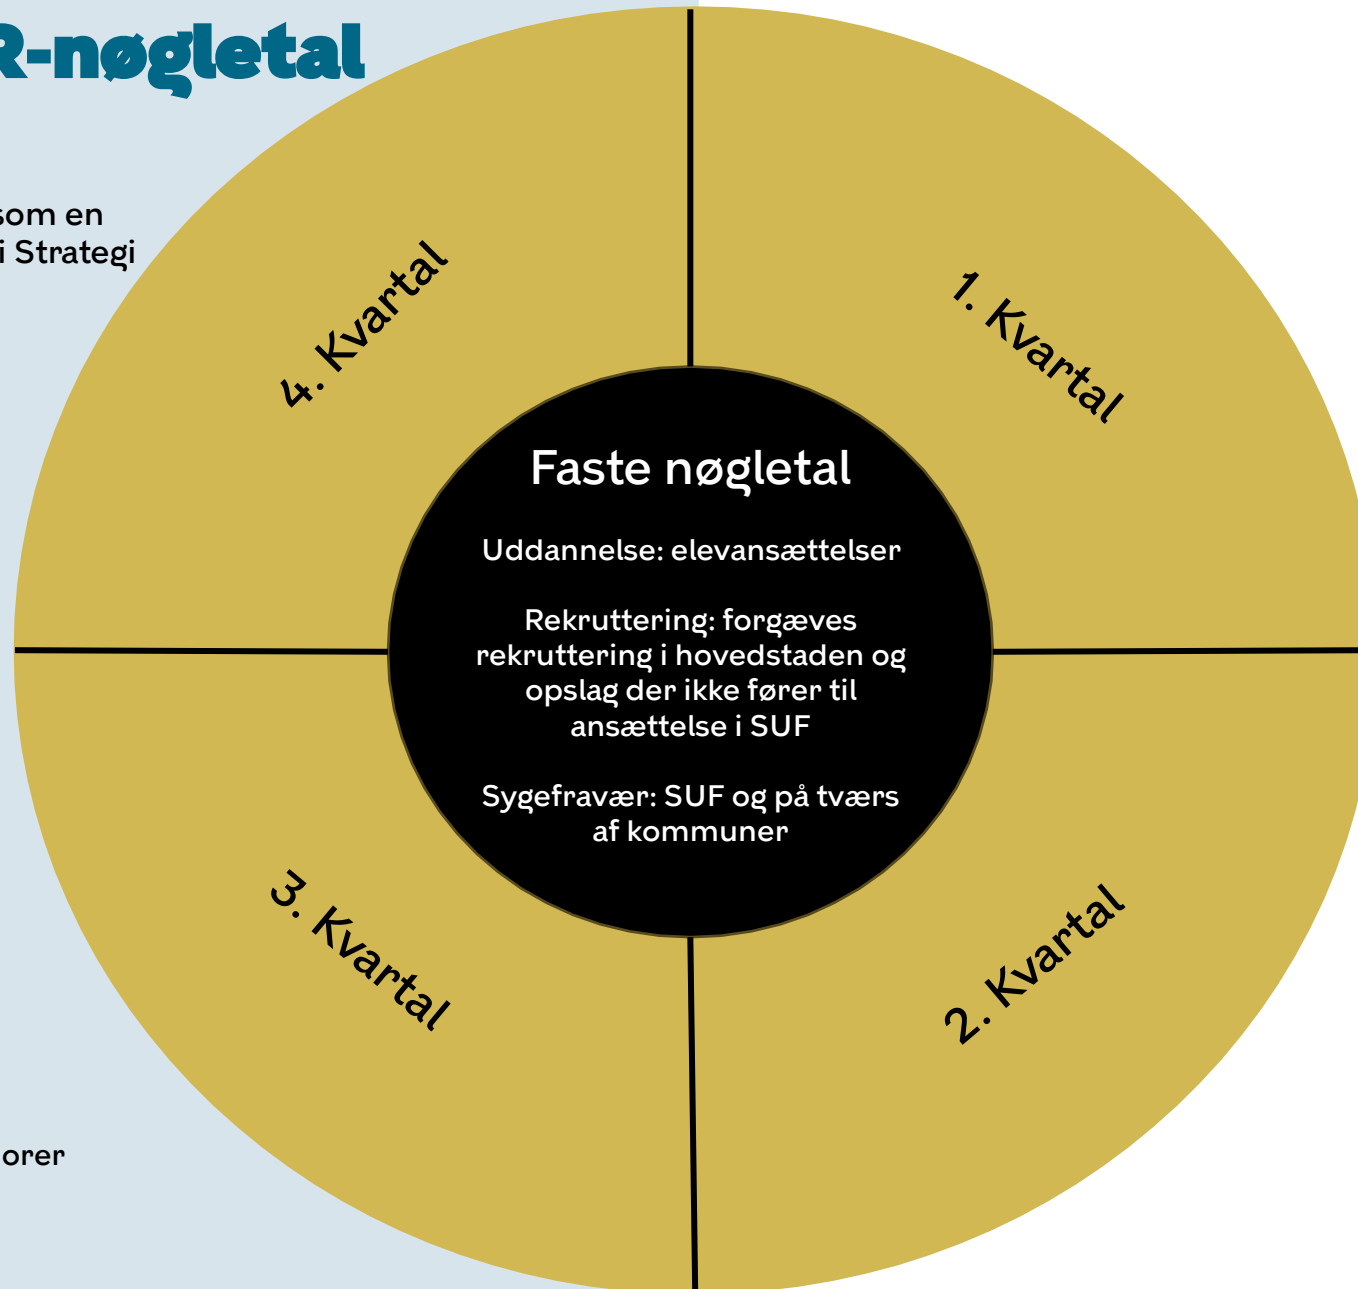 R-nøgletal
som en
i Strategi
4. Kvartal
1. Kvartal
Faste nøgletal
Uddannelse: elevansættelser
Rekruttering: forgæves
rekruttering i hovedstaden og
opslag der ikke fører til
ansættelse i SUF
Sygefravær: SUF og på tværs
af kommuner
3. Kvartal
2. Kvartal
orer